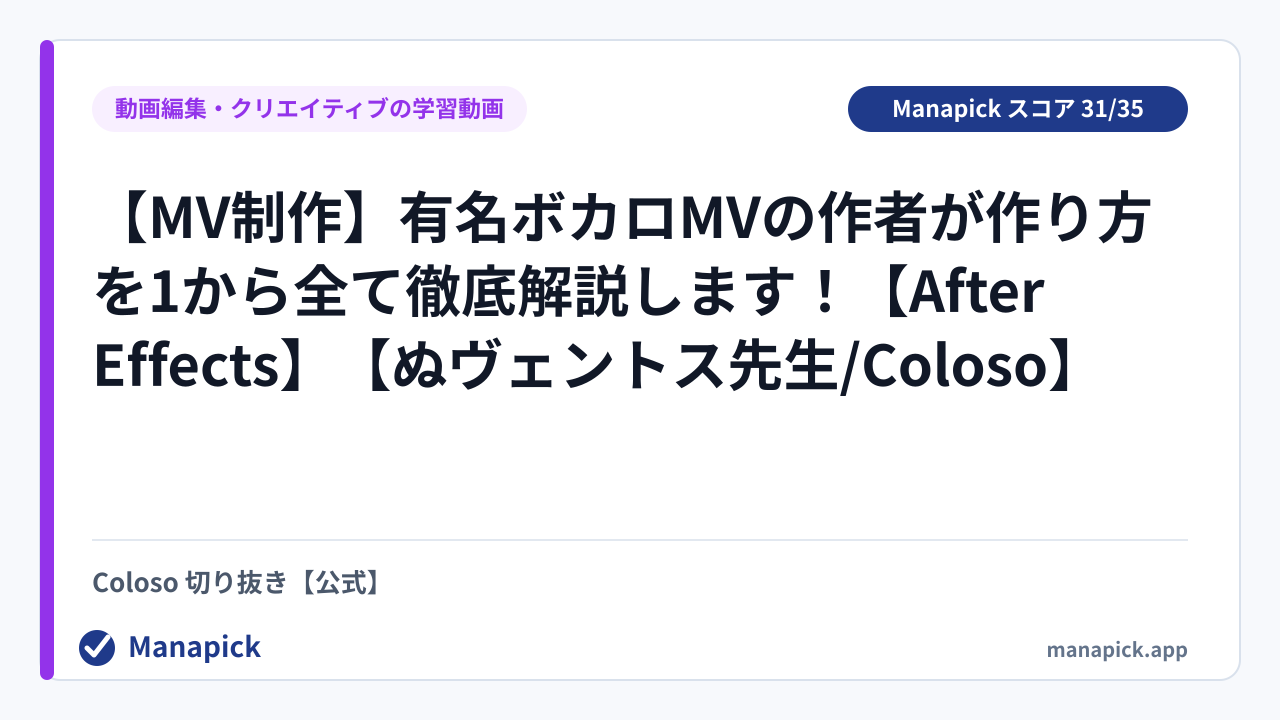 動画編集・クリエイティブの学習動画
Manapick スコア 31/35
【MV制作】有名ボカロMVの作者が作り方
を1から全て徹底解説します！【After
Effects】【ぬヴェントス先生/Coloso】
Coloso 切り抜き【公式】
Manapick
manapick.app